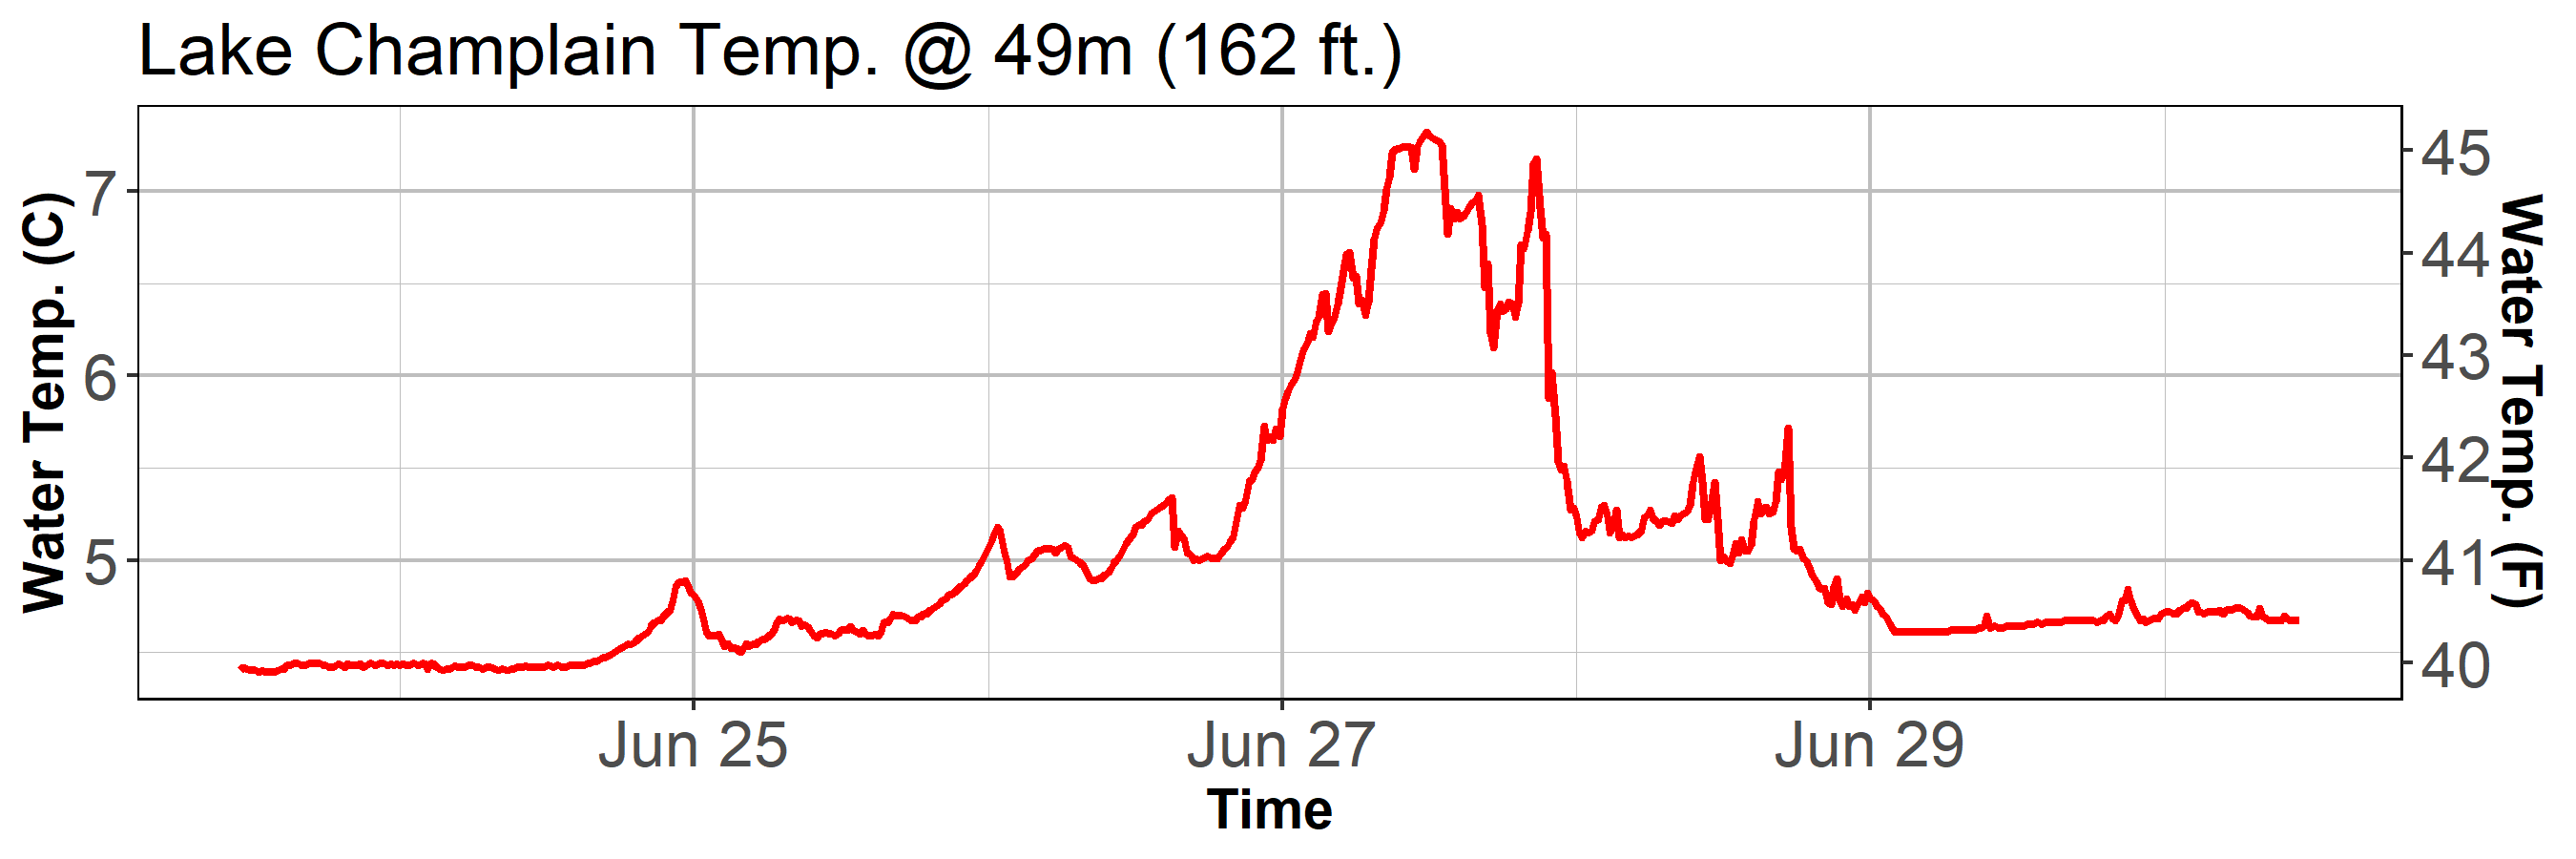 Lake Champlain Temp. @ 49m (162 ft.)
Water Temp. (C)
7
6
5
45
44
43
42
41
40
Water Temp. (F)
Jun 25 Jun 27 Jun 29
Time